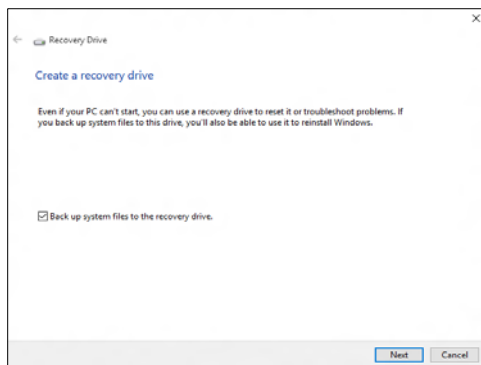 Recovery Drive
Create a recovery drive
Even if your PC can't start, you can use a recovery drive to reset it or troubleshoot problems. If
you back up system files to this drive, you'll also be able to use it to reinstall Windows.
Back up system files to the recovery drive.
Next Cancel